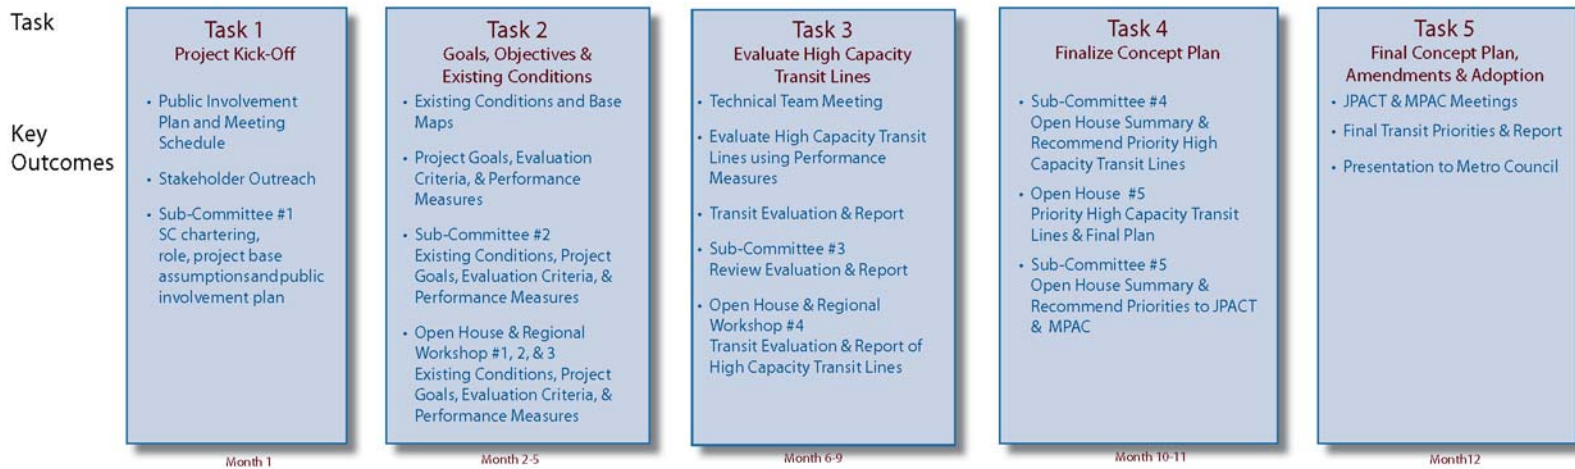 Task
Key
Outcomes
Task 1
Project Kick-Off
• Public Involvement
Plan and Meeting
Schedule
• Stakeholder Outreach
• Sub-Committee #1
SC chartering,
role, project base
assumptions and public
involvement plan
Month 1
Task 2
Goals, Objectives &
Existing Conditions
• Existing Conditions and Base
Maps
• Project Goals, Evaluation
Criteria, & Performance
Measures
• Sub-Committee #2
Existing Conditions, Project
Goals, Evaluation Criteria, &
Performance Measures
• Open House & Regional
Workshop #1, 2, & 3
Existing Conditions, Project
Goals, Evaluation Criteria, &
Performance Measures
Month 2-5
Task 3
Evaluate High Capacity
Transit Lines
• Technical Team Meeting
• Evaluate High Capacity Transit
Lines using Performance
Measures
• Transit Evaluation & Report
• Sub-Committee #3
Review Evaluation & Report
• Open House & Regional
Workshop #4
Transit Evaluation & Report of
High Capacity Transit Lines
Month 6-9
Task 4
Finalize Concept Plan
• Sub-Committee #4
Open House Summary &
Recommend Priority High
Capacity Transit Lines
• Open House #5
Priority High Capacity Transit
Lines & Final Plan
• Sub-Committee #5
Open House Summary &
Recommend Priorities to JPACT
& MPAC
Month 10-11
Task 5
Final Concept Plan,
Amendments & Adoption
• JPACT & MPAC Meetings
• Final Transit Priorities & Report
• Presentation to Metro Council
Month12